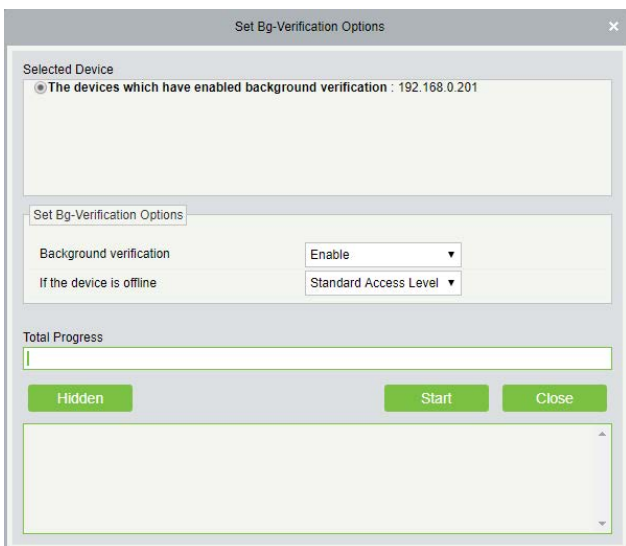 Set Bg-Verification Options
Selected Device
The devices which have enabled background verification : 192.168.0.201
Set Bg-Verification Options
Background verification
Enable
If the device is offline
Standard Access Level
Total Progress
Hidden
Start
Close